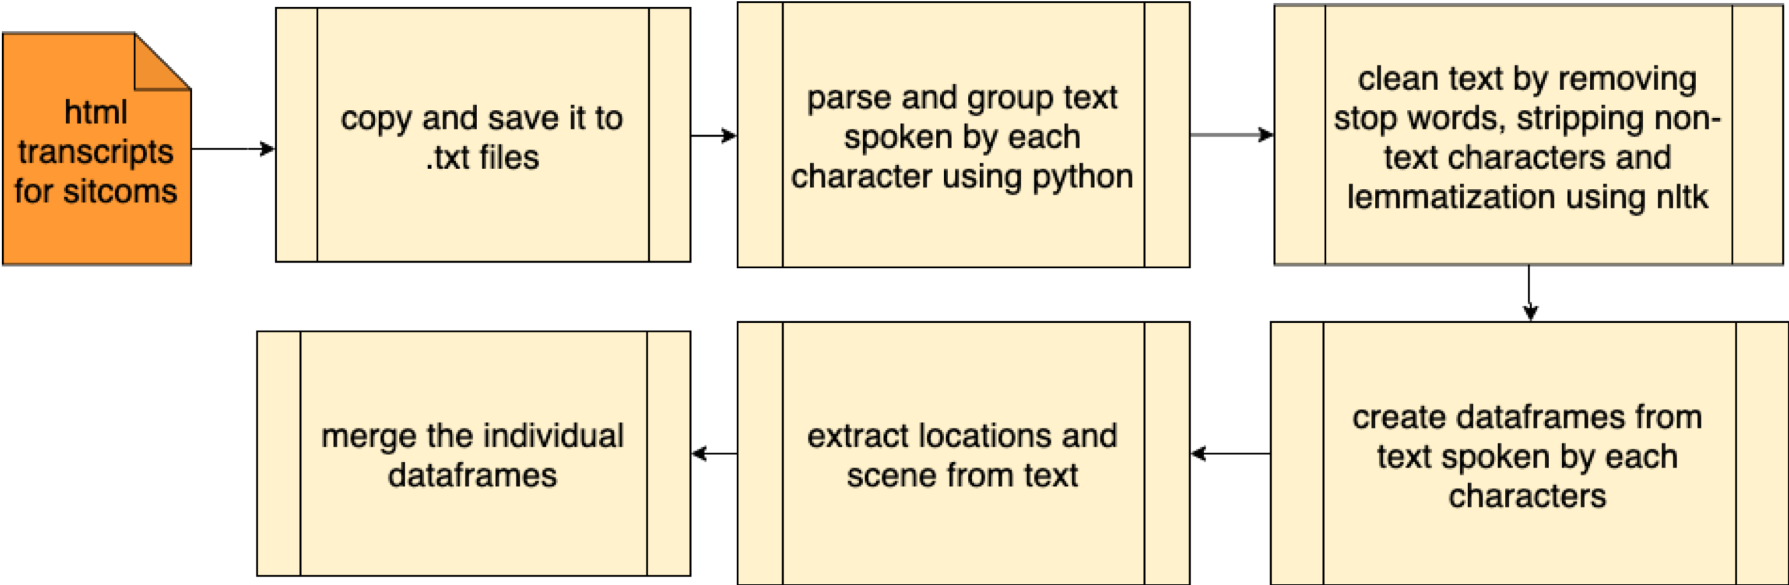 html
transcripts
for sitcoms
copy and save it to
.txt files
parse and group text
spoken by each
character using python
clean text by removing
stop words, stripping non-
text characters and
lemmatization using nltk
create dataframes from
text spoken by each
characters
extract locations and
scene from text
merge the individual
dataframes